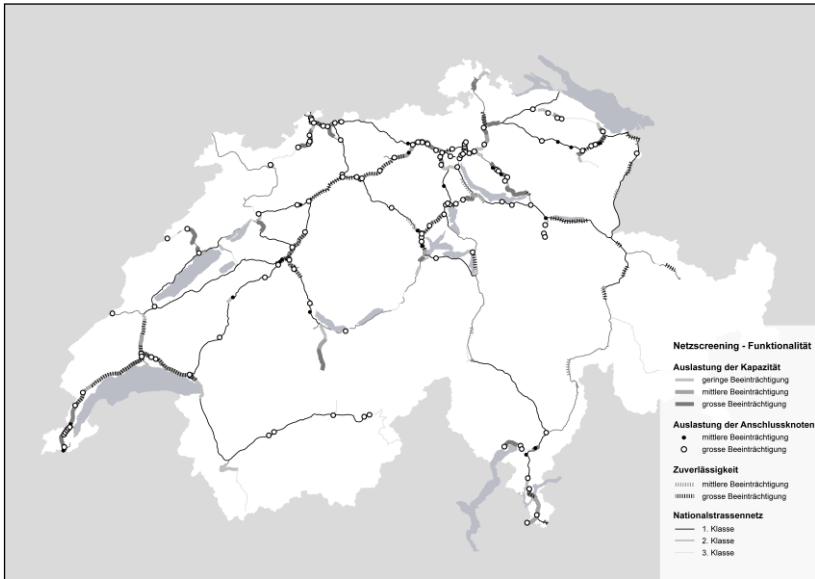 Netzscreening - Funktionalität
Auslastung der Kapazität
geringe Beeinträchtigung
mittlere Beeinträchtigung
grosse Beeinträchtigung
Auslastung der Anschlussknoten
mittlere Beeinträchtigung
grosse Beeinträchtigung
Zuverlässigkeit
mittlere Beeinträchtigung
grosse Beeinträchtigung
Nationalstrassennetz
1. Klasse
2. Klasse
3. Klasse